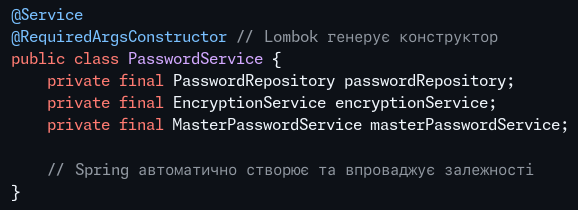 @Service
@RequiredArgsConstructor // Lombok генерує конструктор
public class PasswordService {
    private final PasswordRepository passwordRepository;
    private final EncryptionService encryptionService;
    private final MasterPasswordService masterPasswordService;

    // Spring автоматично створює та впроваджує залежності
}